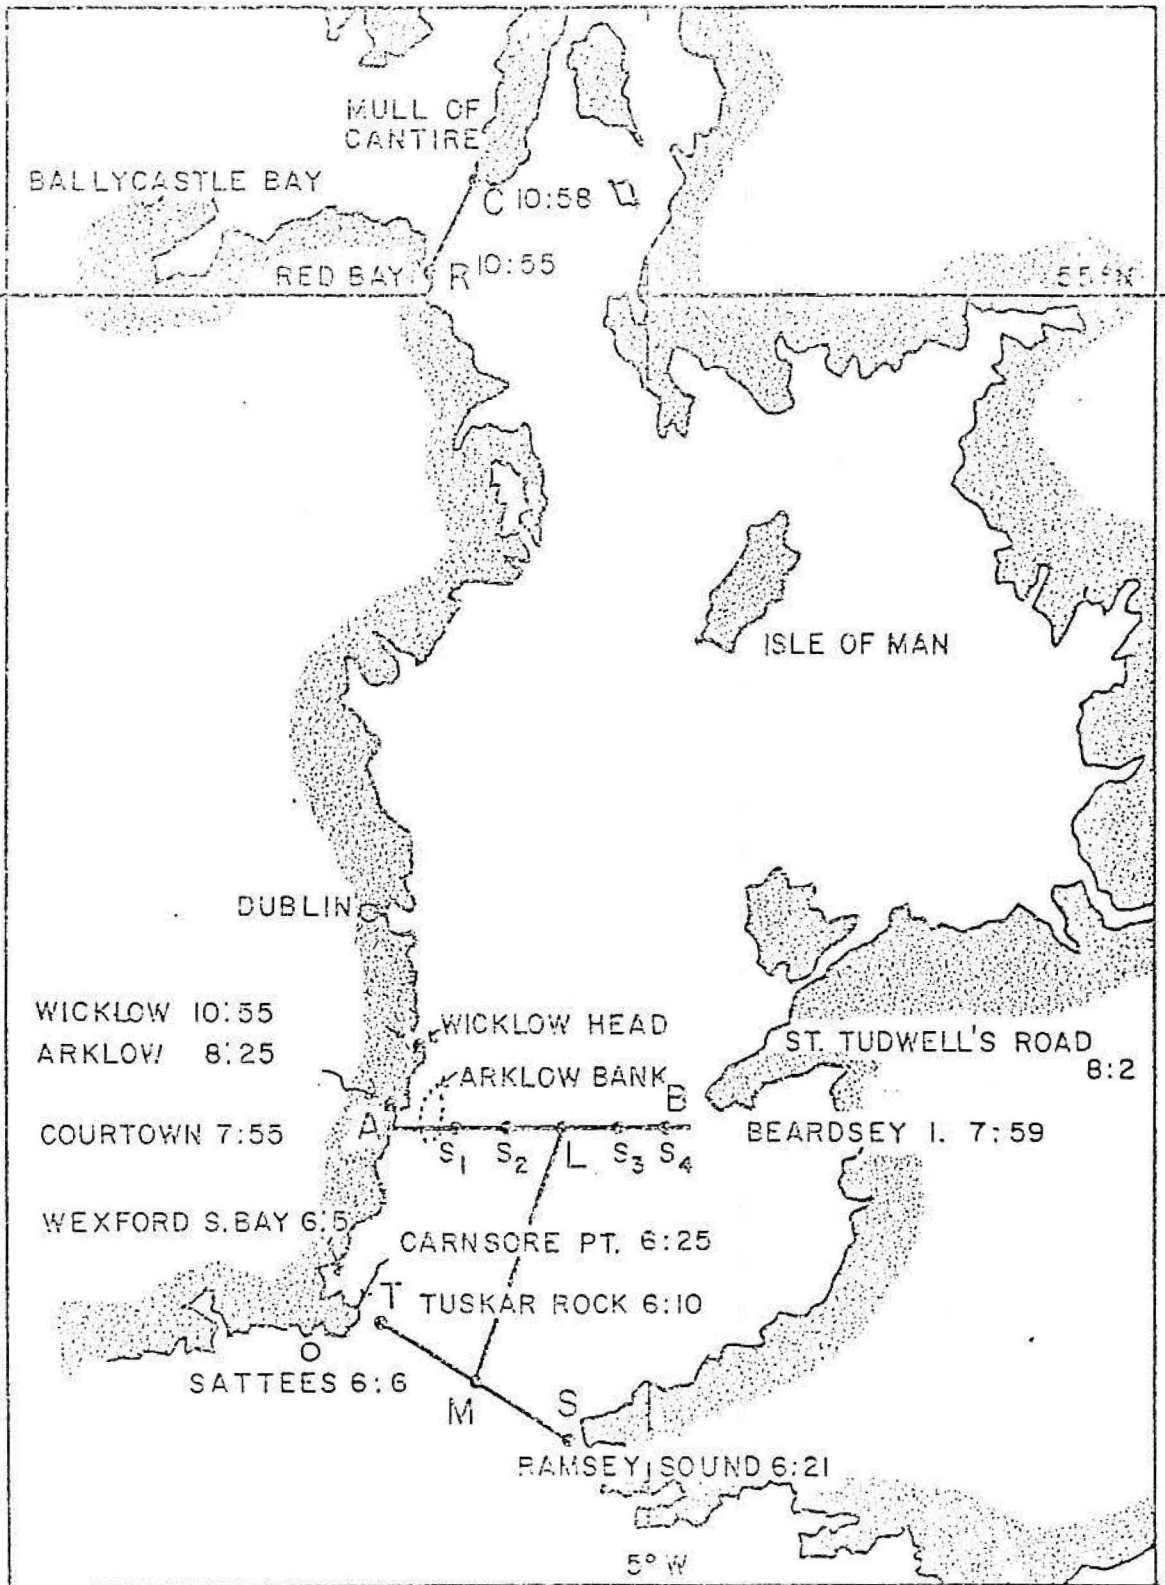 MULL OF
CANTIRE
BALLYCASTLE BAY
C 10:58
RED BAY
R 10:55
55°N
ISLE OF MAN
DUBLIN
WICKLOW 10:55
ARKLOW 8:25
WICKLOW HEAD
ST. TUDWELL'S ROAD
8:2
ARKLOW BANK
B
COURTOWN 7:55
A
BEARDSEY I. 7:59
S1 S2 L S3 S4
WEXFORD S. BAY 6:5
CARNSORE PT. 6:25
T
TUSKAR ROCK 6:10
SATTEES 6:6
M
S
RAMSEY SOUND 6:21
5° W